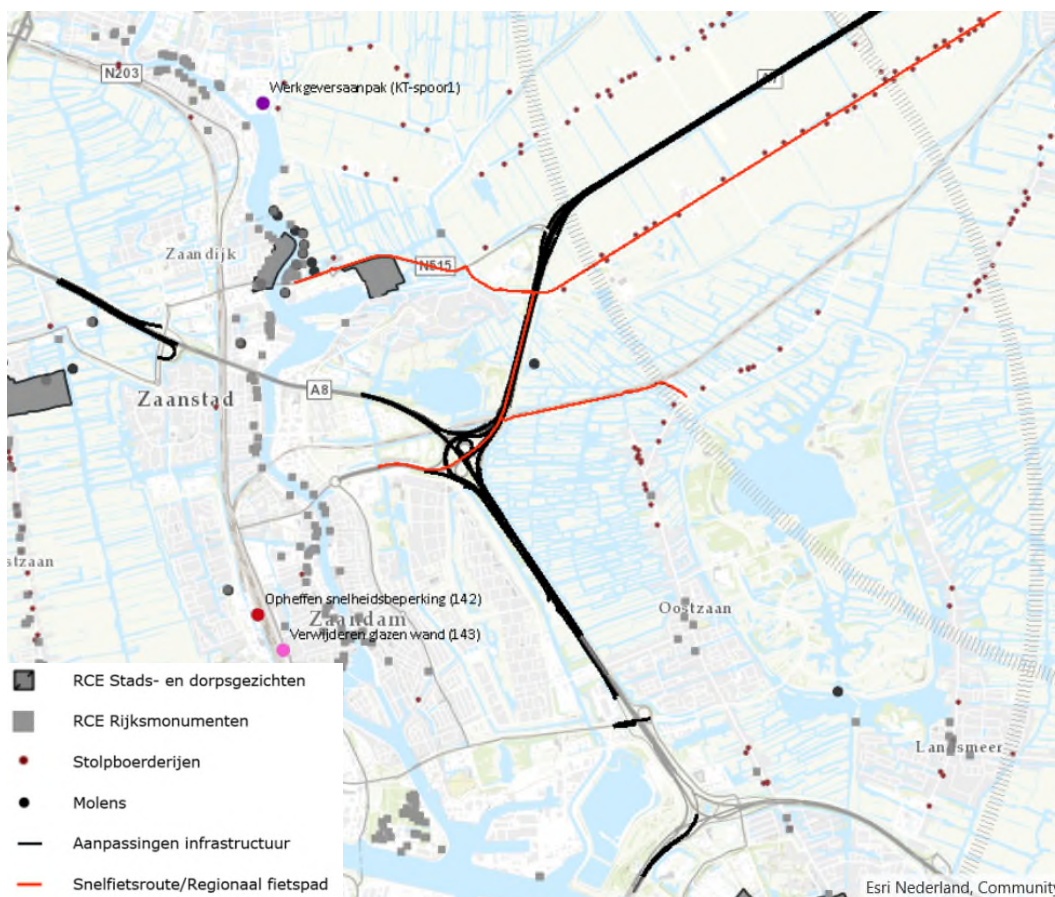 N203
Werkgeversaanpak (KT-spoor1)
A7
Zaandijk
N515
A8
Zaanstad
stzaan
Opheffen snelheidsbeperking (142)
Zaandam
Verwijderen glazen wand (143)
Oostzaan
Landsmeer
RCE Stads- en dorpsgezichten
RCE Rijksmonumenten
Stolpboerderijen
Molens
Aanpassingen infrastructuur
Snelfietsroute/Regionaal fietspad
Esri Nederland, Community